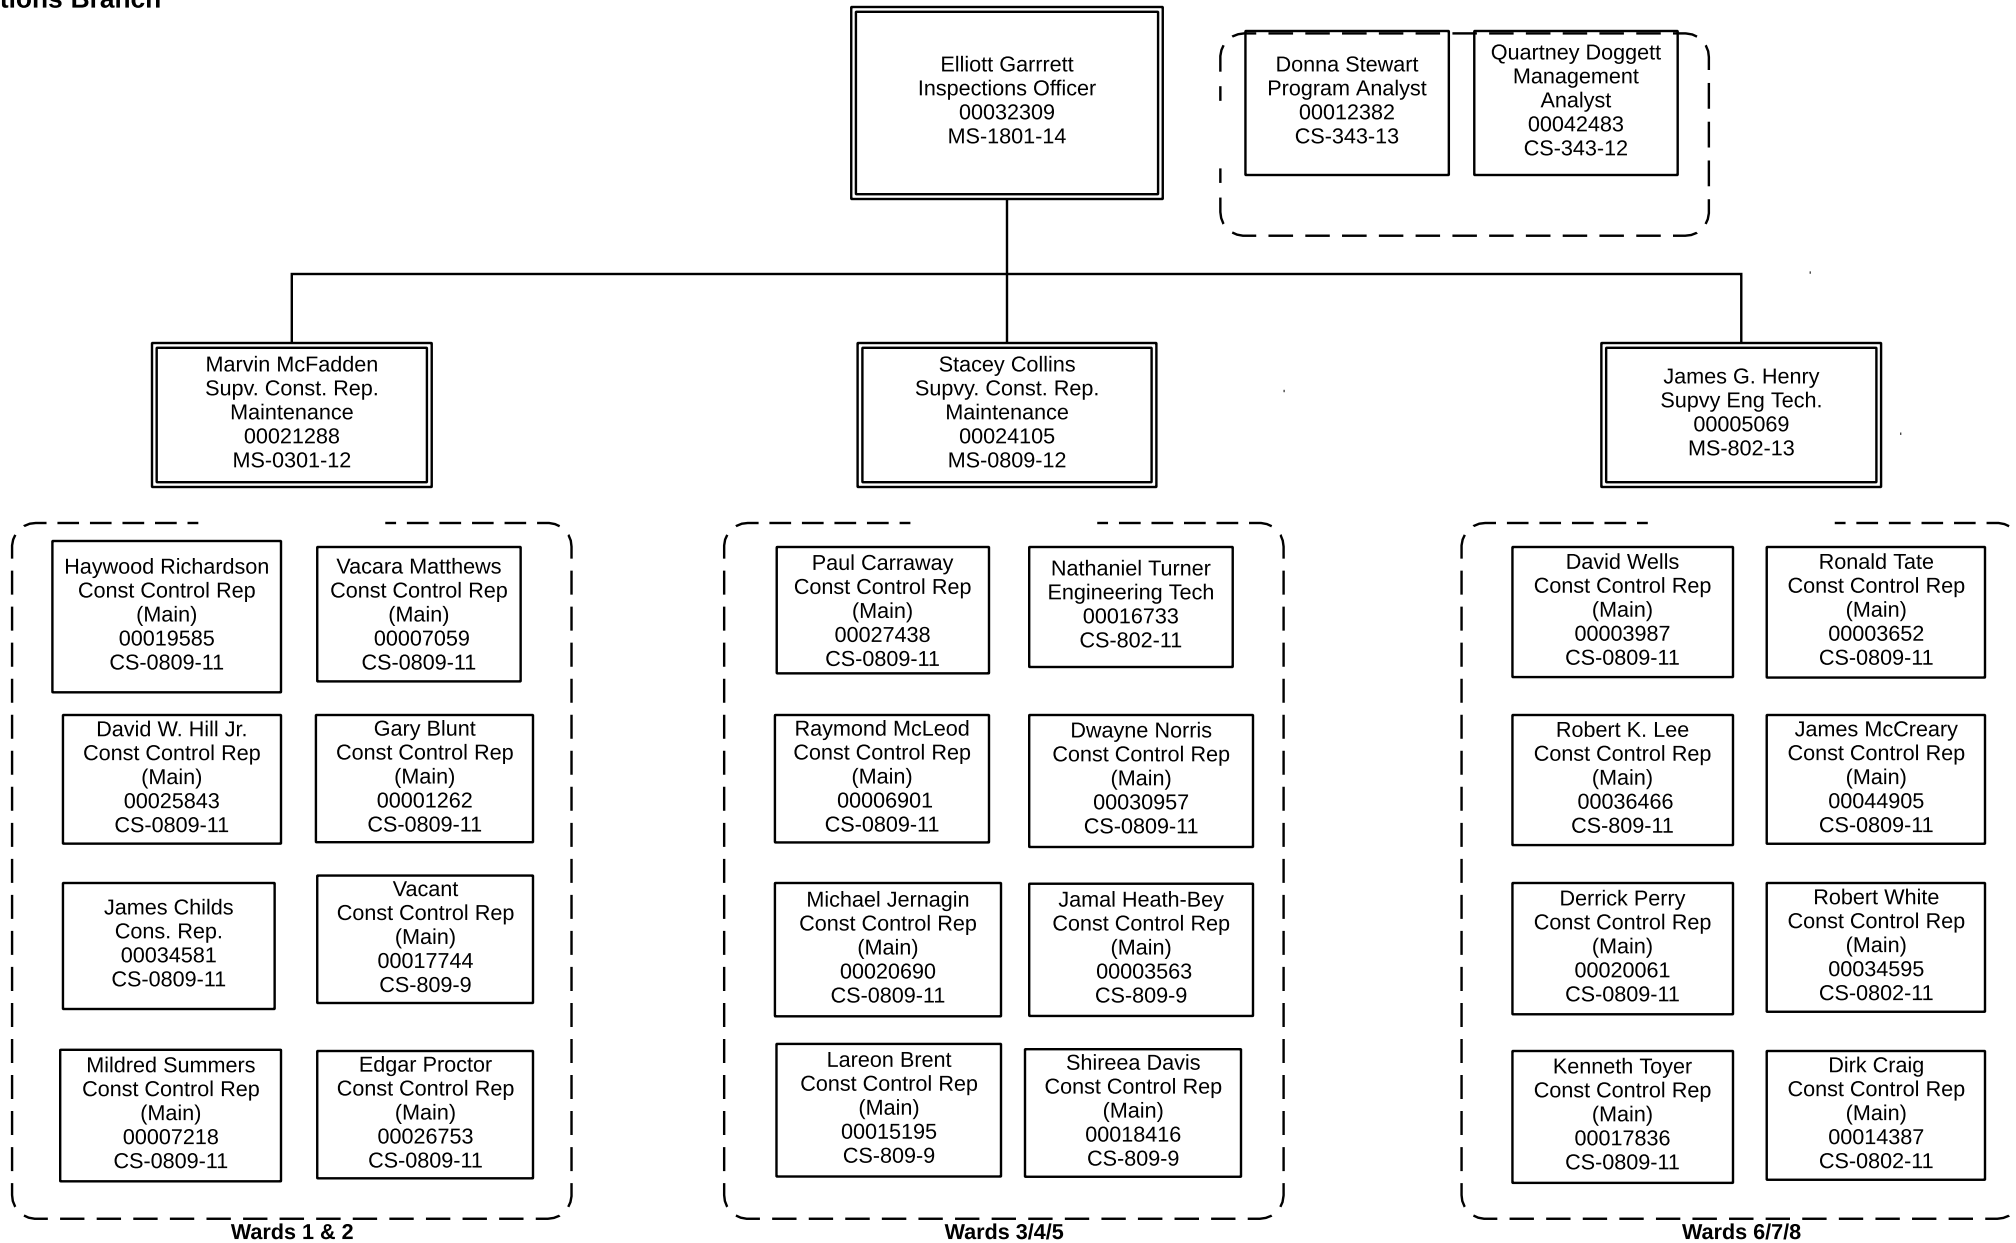 Elliott Garrrett
Inspections Officer
00032309
MS-1801-14
Donna Stewart
Program Analyst
00012382
CS-343-13
Quartney Doggett
Management
Analyst
00042483
CS-343-12
Marvin McFadden
Supv. Const. Rep.
Maintenance
00021288
MS-0301-12
Stacey Collins
Supvy. Const. Rep.
Maintenance
00024105
MS-0809-12
James G. Henry
Supvy Eng Tech.
00005069
MS-802-13
Haywood Richardson
Const Control Rep
(Main)
00019585
CS-0809-11
Vacara Matthews
Const Control Rep
(Main)
00007059
CS-0809-11
David W. Hill Jr.
Const Control Rep
(Main)
00025843
CS-0809-11
Gary Blunt
Const Control Rep
(Main)
00001262
CS-0809-11
James Childs
Cons. Rep.
00034581
CS-0809-11
Vacant
Const Control Rep
(Main)
00017744
CS-809-9
Mildred Summers
Const Control Rep
(Main)
00007218
CS-0809-11
Edgar Proctor
Const Control Rep
(Main)
00026753
CS-0809-11
Wards 1 & 2
Paul Carraway
Const Control Rep
(Main)
00027438
CS-0809-11
Nathaniel Turner
Engineering Tech
00016733
CS-802-11
Raymond McLeod
Const Control Rep
(Main)
00006901
CS-0809-11
Dwayne Norris
Const Control Rep
(Main)
00030957
CS-0809-11
Michael Jernagin
Const Control Rep
(Main)
00020690
CS-0809-11
Jamal Heath-Bey
Const Control Rep
(Main)
00003563
CS-809-9
Lareon Brent
Const Control Rep
(Main)
00015195
CS-809-9
Shireea Davis
Const Control Rep
(Main)
00018416
CS-809-9
Wards 3/4/5
David Wells
Const Control Rep
(Main)
00003987
CS-0809-11
Ronald Tate
Const Control Rep
(Main)
00003652
CS-0809-11
Robert K. Lee
Const Control Rep
(Main)
00036466
CS-809-11
James McCreary
Const Control Rep
(Main)
00044905
CS-0809-11
Derrick Perry
Const Control Rep
(Main)
00020061
CS-0809-11
Robert White
Const Control Rep
(Main)
00034595
CS-0802-11
Kenneth Toyer
Const Control Rep
(Main)
00017836
CS-0809-11
Dirk Craig
Const Control Rep
(Main)
00014387
CS-0802-11
Wards 6/7/8